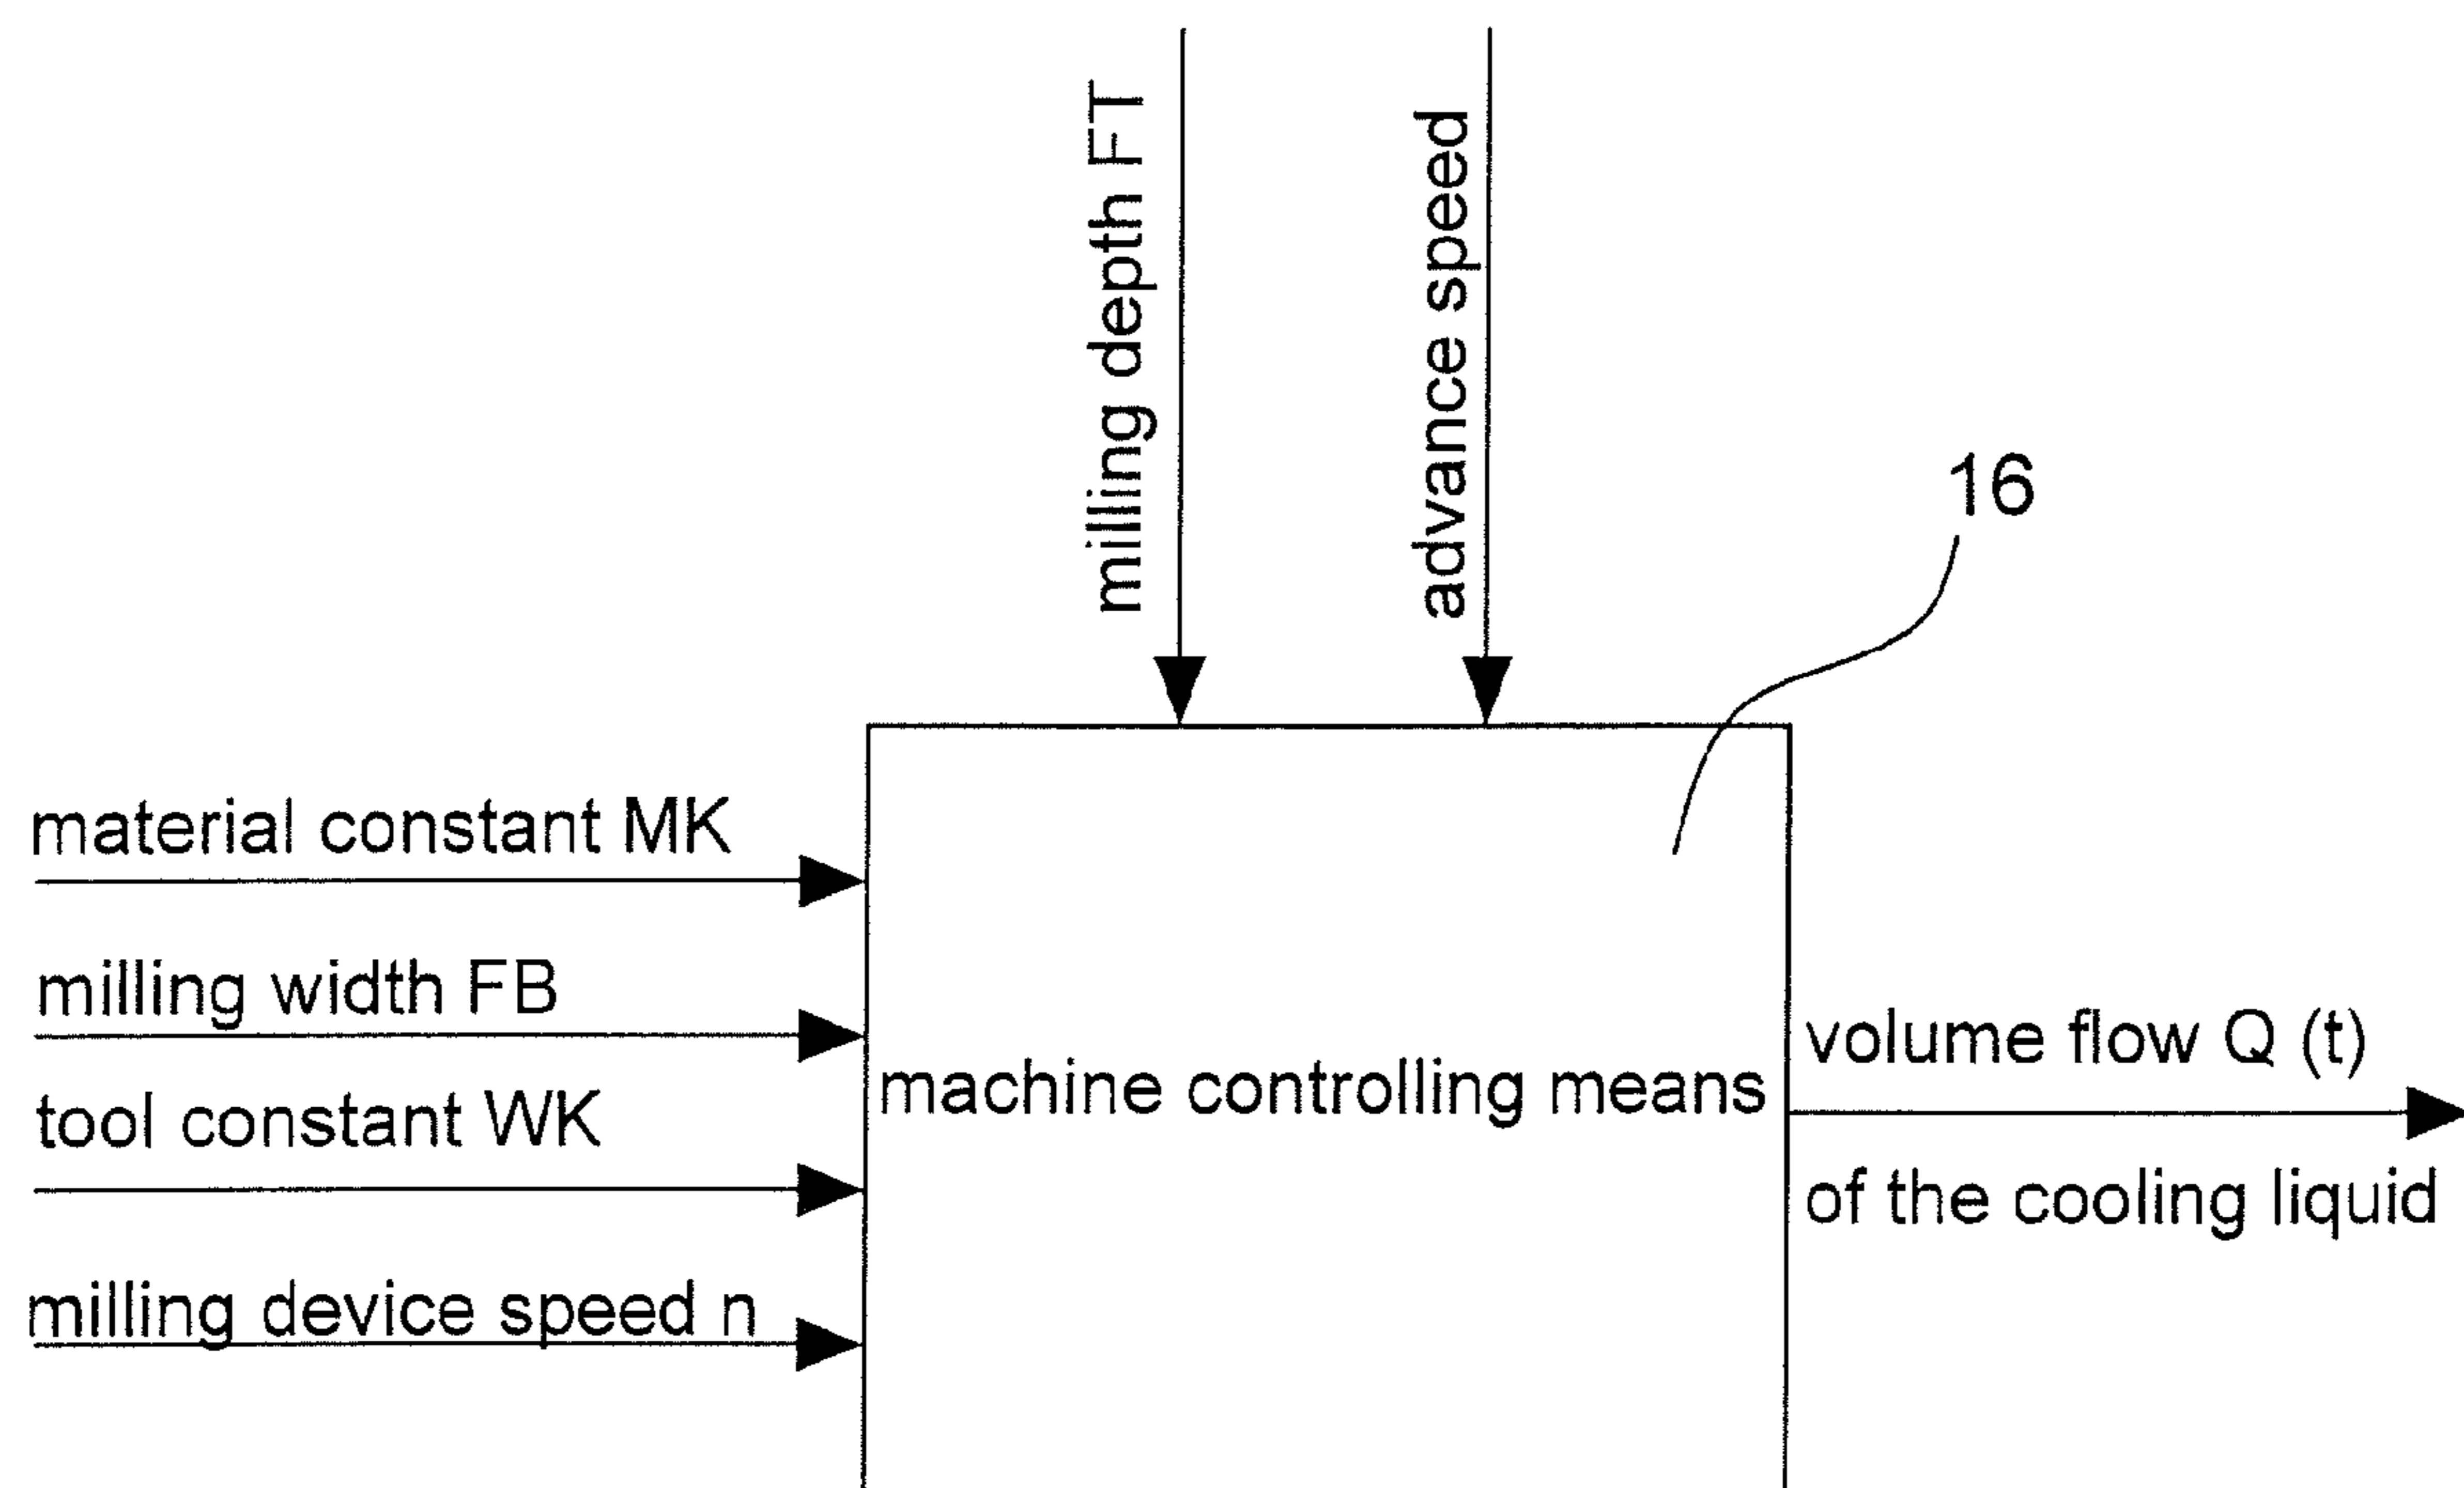 milling depth FT
advance speed
16
material constant MK
milling width FB
tool constant WK
milling device speed n
machine controlling means
volume flow Q (t)
of the cooling liquid